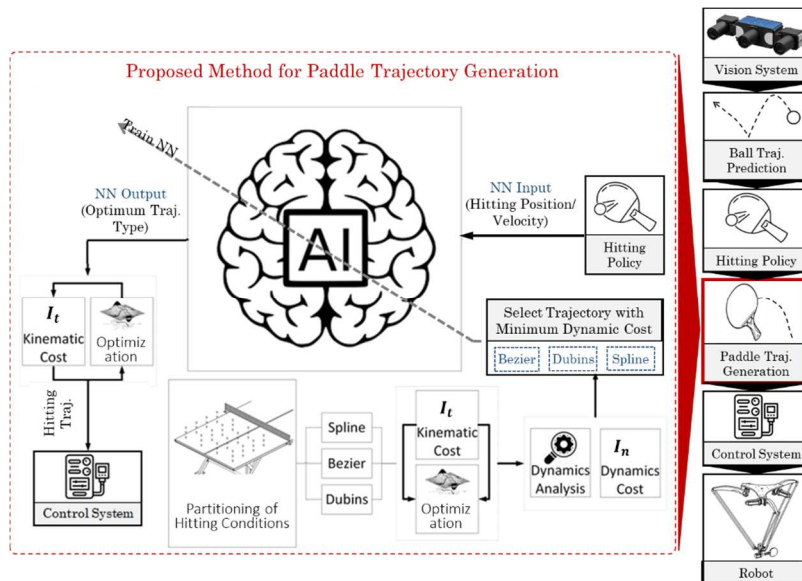 Proposed Method for Paddle Trajectory Generation
Train NN
NN Output
(Optimum Traj.
Type)
AI
NN Input
(Hitting Position/
Velocity)
Hitting
Policy
Select Trajectory with
Minimum Dynamic Cost
Bezier
Dubins
Spline
I_t
Kinematic
Cost
Optimiz
ation
Hitting
Traj.
Control System
Partitioning of
Hitting Conditions
Spline
Bezier
Dubins
I_t
Kinematic
Cost
Optimiz
ation
Dynamics
Analysis
I_n
Dynamics
Cost
Vision System
Ball Traj.
Prediction
Hitting Policy
Paddle Traj.
Generation
Control System
Robot